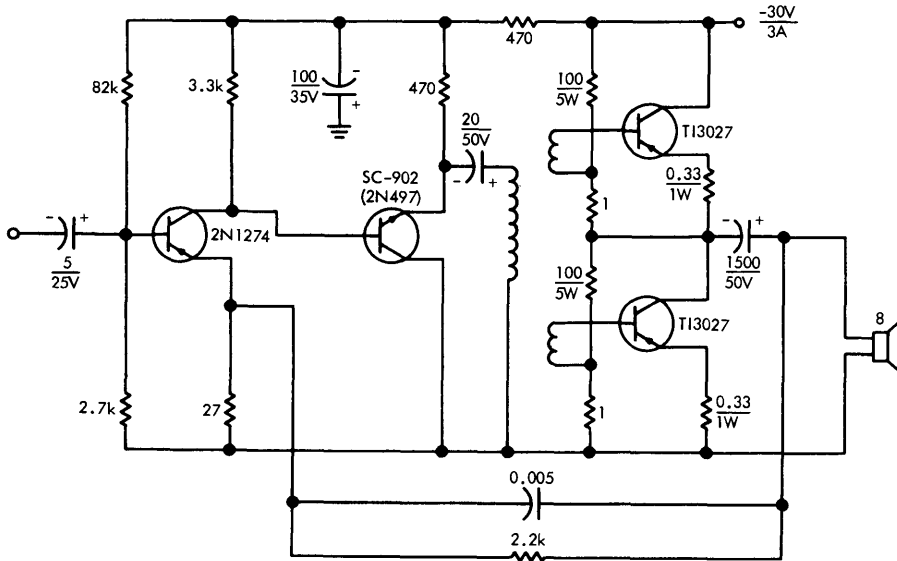 -30V
3A
470
82k
3.3k
100
35V
-
+
470
100
5W
TI3027
20
50V
-
+
SC-902
(2N497)
0.33
1W
1
-
+
5
25V
2N1274
-
+
1500
50V
100
5W
8
TI3027
2.7k
27
1
0.33
1W
0.005
2.2k